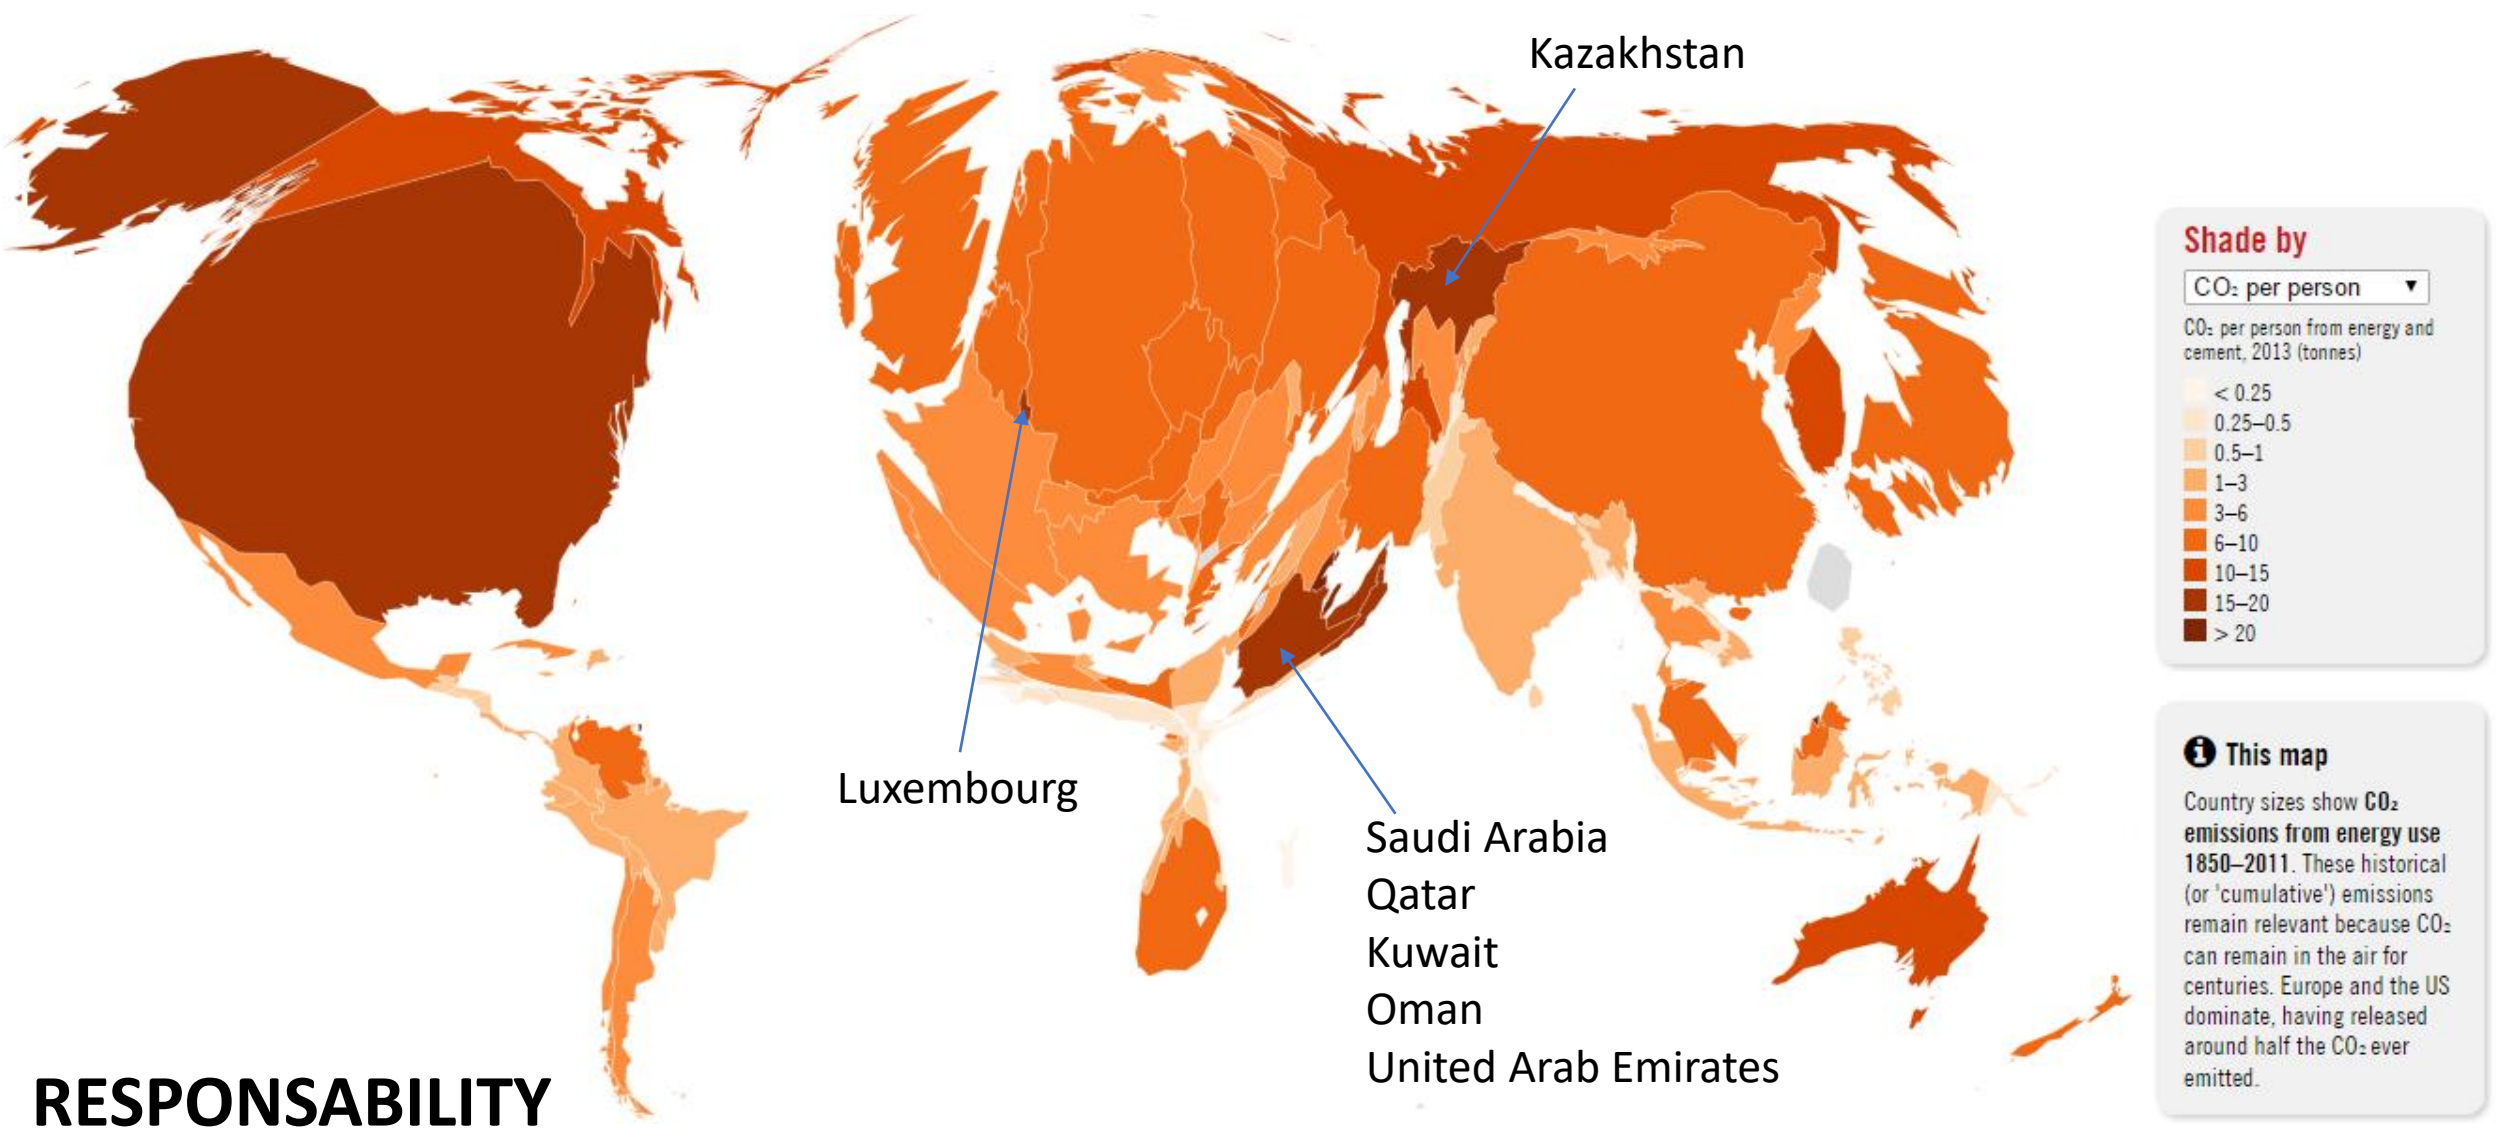 Kazakhstan
Luxembourg
Saudi Arabia
Qatar
Kuwait
Oman
United Arab Emirates
RESPONSABILITY
Shade by
CO₂ per person ▼
CO₂ per person from energy and
cement, 2013 (tonnes)
< 0.25
0.25–0.5
0.5–1
1–3
3–6
6–10
10–15
15–20
> 20
This map
Country sizes show CO₂
emissions from energy use
1850–2011. These historical
(or 'cumulative') emissions
remain relevant because CO₂
can remain in the air for
centuries. Europe and the US
dominate, having released
around half the CO₂ ever
emitted.